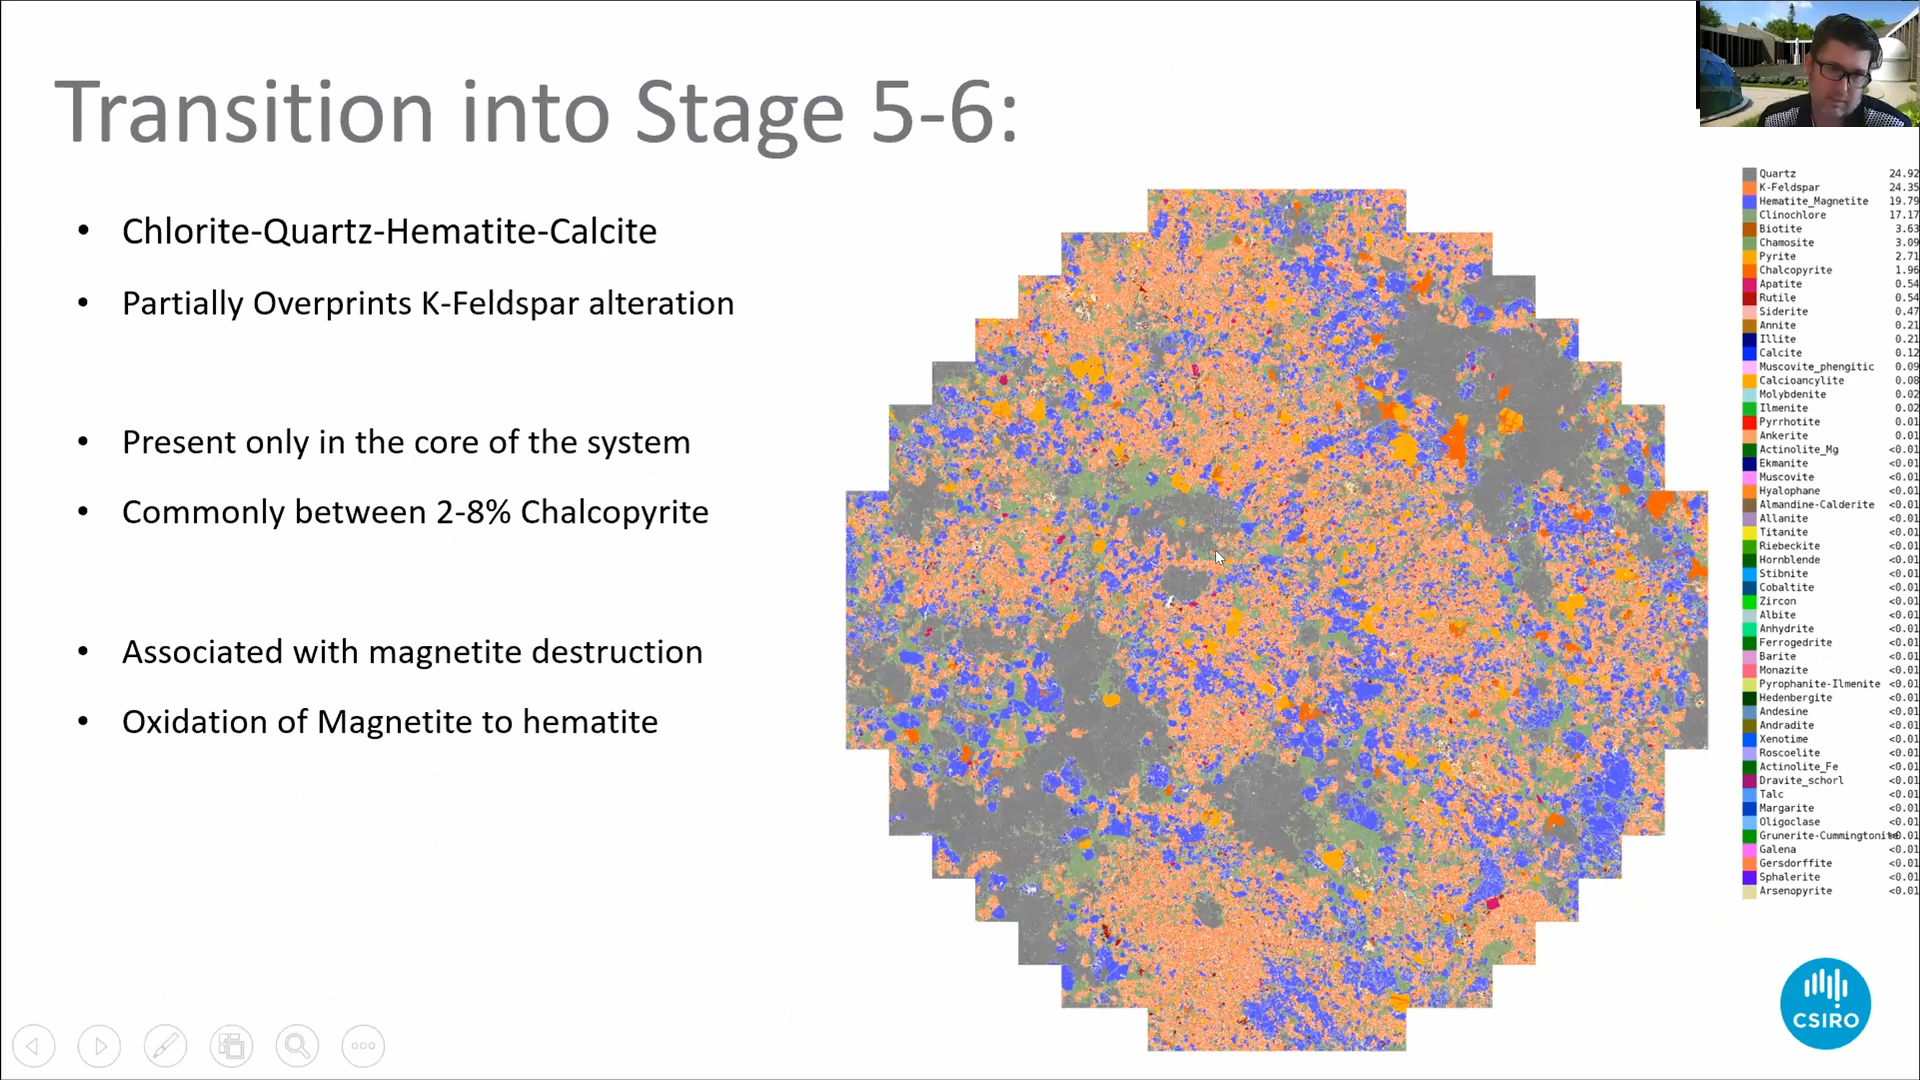 Transition into Stage 5-6:
• Chlorite-Quartz-Hematite-Calcite
• Partially Overprints K-Feldspar alteration
• Present only in the core of the system
• Commonly between 2-8% Chalcopyrite
• Associated with magnetite destruction
• Oxidation of Magnetite to hematite
Quartz 24.92
K-Feldspar 24.35
Hematite_Magnetite 19.79
Clinochlore 17.17
Biotite 3.63
Chamosite 3.09
Pyrite 2.71
Chalcopyrite 1.96
Apatite 0.54
Rutile 0.54
Siderite 0.47
Annite 0.21
Illite 0.21
Calcite 0.12
Muscovite_phengitic 0.09
Calcioancylite 0.08
Molybdenite 0.02
Ilmenite 0.02
Pyrrhotite 0.01
Ankerite 0.01
Actinolite_Mg <0.01
Ekmanite <0.01
Muscovite <0.01
Hyalophane <0.01
Almandine-Calderite <0.01
Allanite <0.01
Titanite <0.01
Riebeckite <0.01
Hornblende <0.01
Stibnite <0.01
Cobaltite <0.01
Zircon <0.01
Albite <0.01
Anhydrite <0.01
Ferrogedrite <0.01
Barite <0.01
Monazite <0.01
Pyrophanite-Ilmenite <0.01
Hedenbergite <0.01
Andesine <0.01
Andradite <0.01
Xenotime <0.01
Roscoelite <0.01
Actinolite_Fe <0.01
Dravite_schorl <0.01
Talc <0.01
Margarite <0.01
Oligoclase <0.01
Grunerite-Cummingtonite <0.01
Galena <0.01
Gersdorffite <0.01
Sphalerite <0.01
Arsenopyrite <0.01
CSIRO